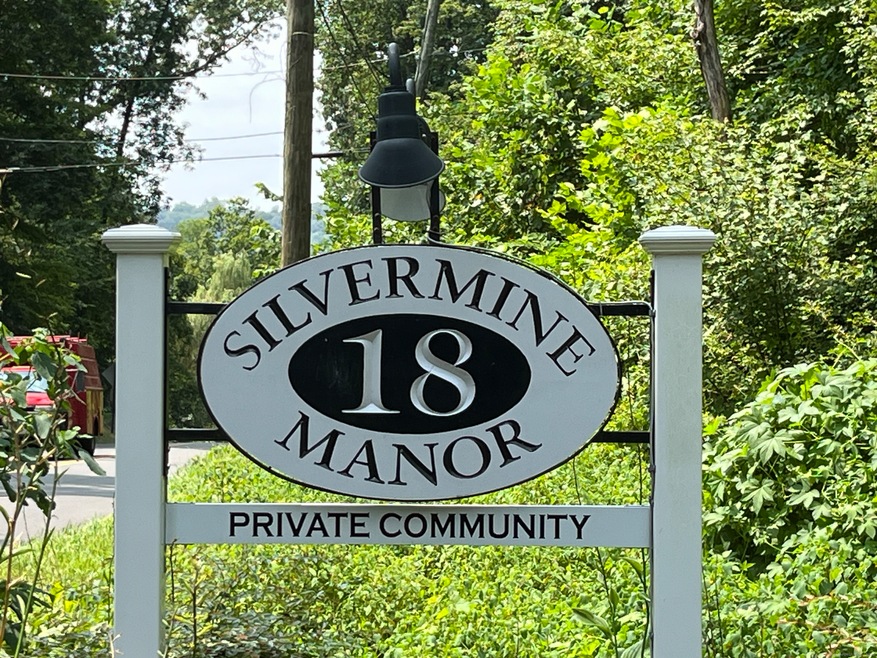 SILVERMINE
18
MANOR
PRIVATE COMMUNITY